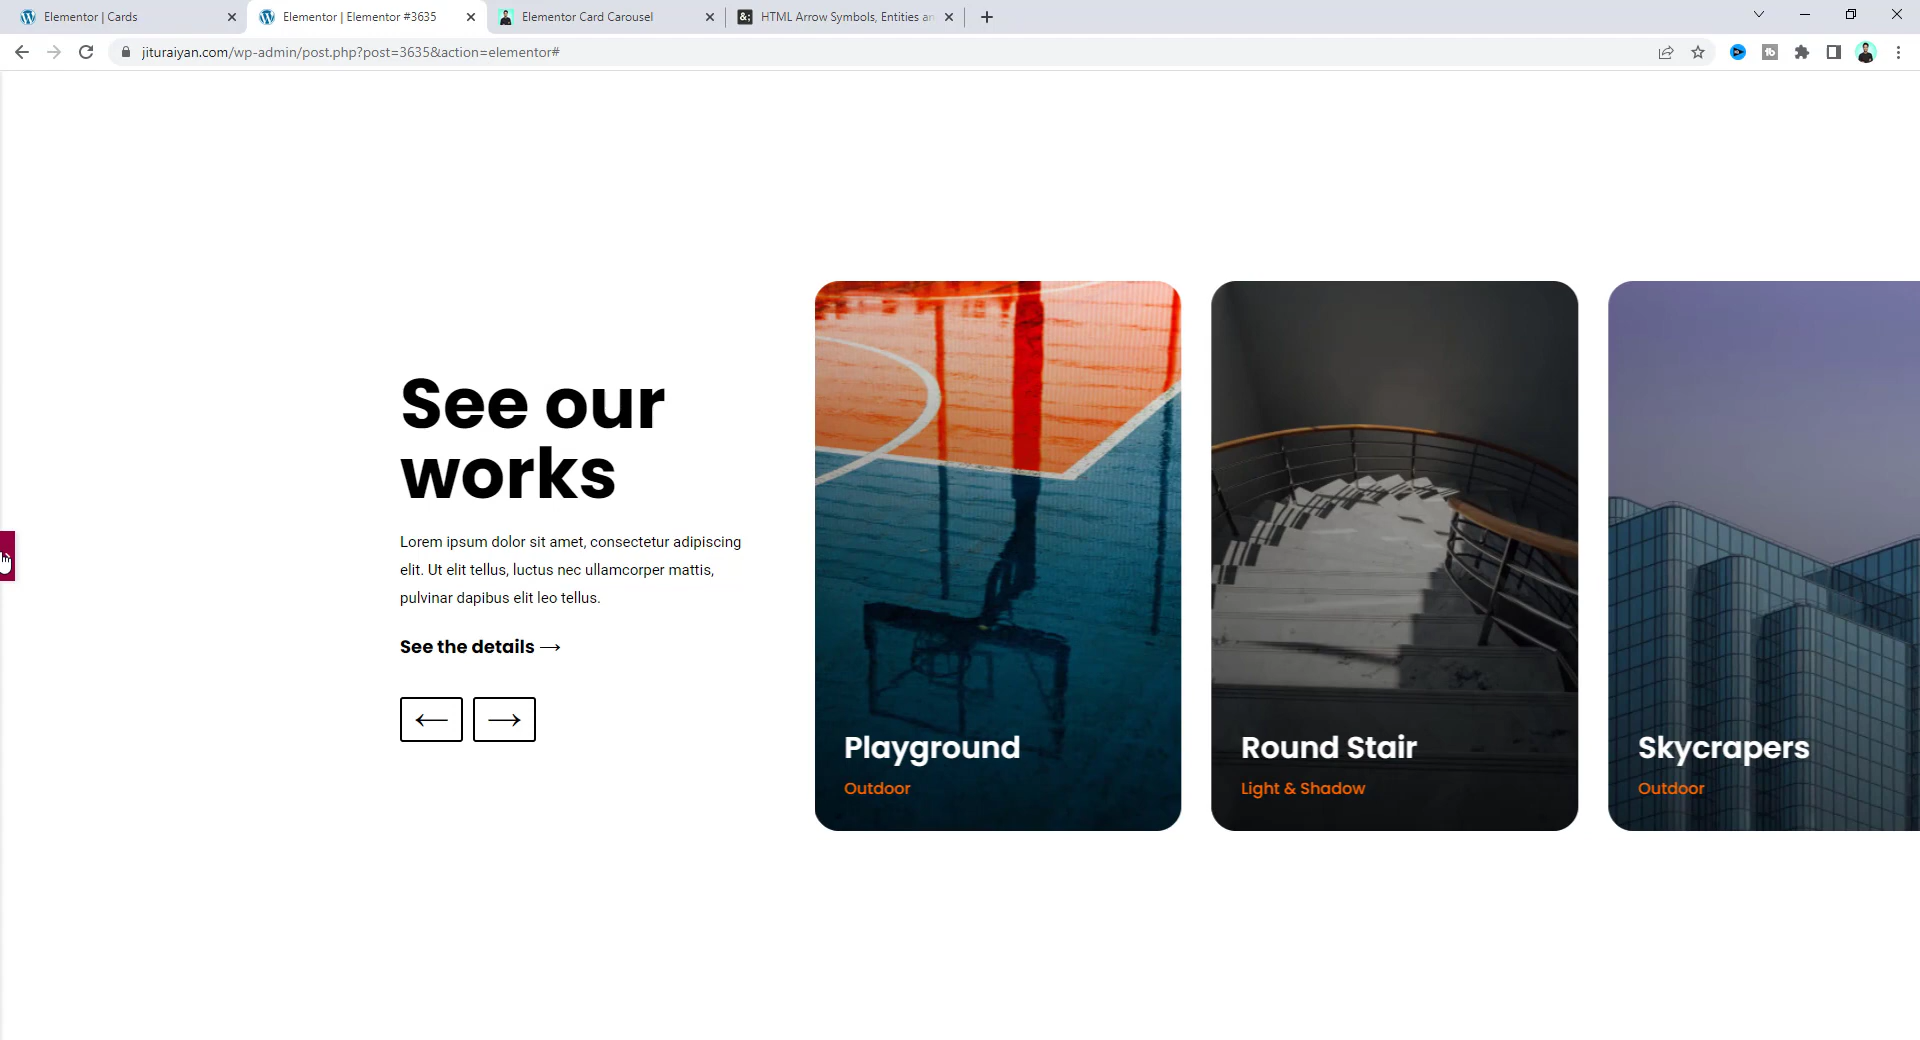 Elementor | Cards
Elementor | Elementor #3635
Elementor Card Carousel
HTML Arrow Symbols, Entities an
jituraiyan.com/wp-admin/post.php?post=3635&action=elementor#
See our
works
Lorem ipsum dolor sit amet, consectetur adipiscing
elit. Ut elit tellus, luctus nec ullamcorper mattis,
pulvinar dapibus elit leo tellus.
See the details →
← →
Playground
Outdoor
Round Stair
Light & Shadow
Skycrapers
Outdoor